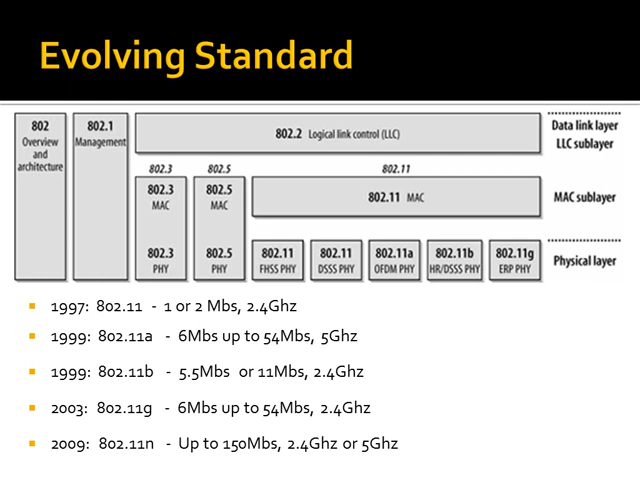 Evolving Standard
802
Overview
and
architecture
802.1
Management
802.2 Logical link control (LLC)
Data link layer
LLC sublayer
802.3
802.5
802.11
802.3
MAC
802.5
MAC
802.11 MAC
MAC sublayer
802.3
PHY
802.5
PHY
802.11
FHSS PHY
802.11
DSSS PHY
802.11a
OFDM PHY
802.11b
HR/DSSS PHY
802.11g
ERP PHY
Physical layer
1997: 802.11 - 1 or 2 Mbs, 2.4Ghz
1999: 802.11a - 6Mbs up to 54Mbs, 5Ghz
1999: 802.11b - 5.5Mbs or 11Mbs, 2.4Ghz
2003: 802.11g - 6Mbs up to 54Mbs, 2.4Ghz
2009: 802.11n - Up to 150Mbs, 2.4Ghz or 5Ghz